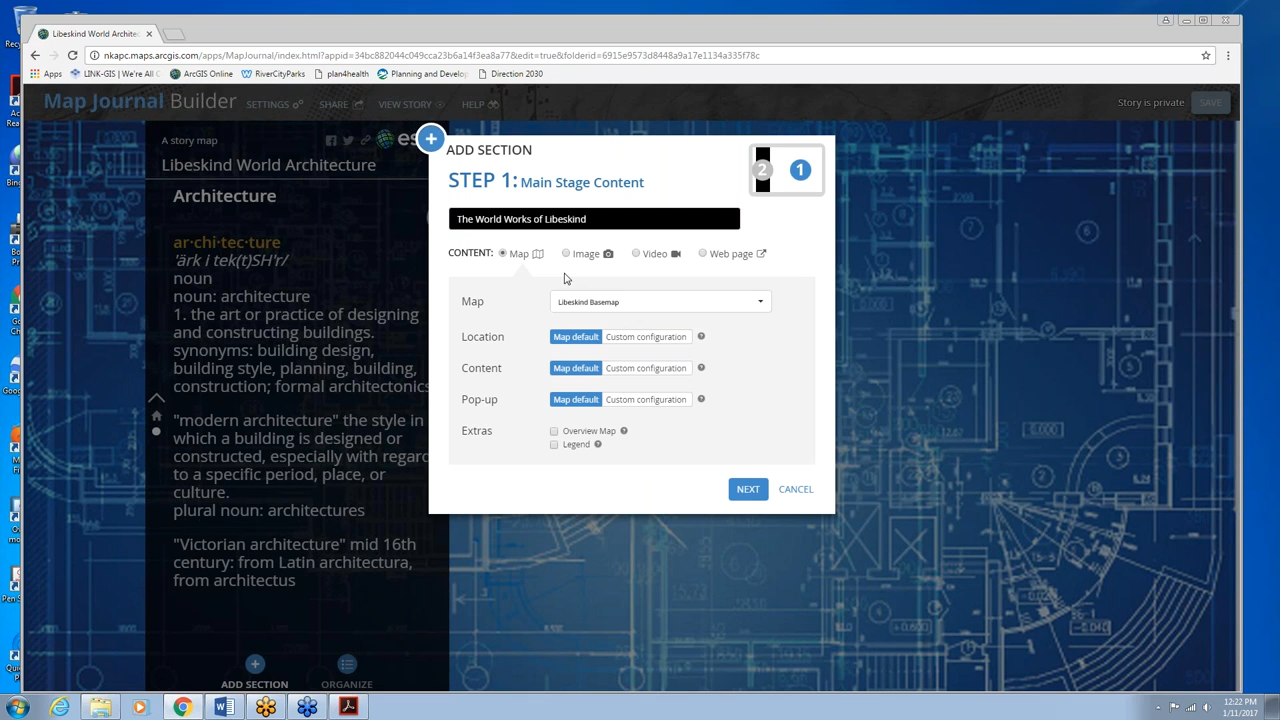 Libeskind World Architec
nkapc.maps.arcgis.com/apps/MapJournal/index.html?appid=34bc882044c049cca23b6a14f3ea8a77&edit=true&folderid=6915e9573d8448a9a17e1134a335f78c
Apps LINK-GIS | We're All C ArcGIS Online RiverCityParks plan4health Planning and Develo Direction 2030
Map Journal Builder SETTINGS SHARE VIEW STORY HELP Story is private SAVE
A story map
Libeskind World Architecture
Architecture
ar·chi·tec·ture
'ärk i tek(t)SH'r/
noun
noun: architecture
1. the art or practice of designing
and constructing buildings.
synonyms: building design,
building style, planning, building,
construction; formal architectonics
"modern architecture" the style in
which a building is designed or
constructed, especially with regard
to a specific period, place, or
culture.
plural noun: architectures
"Victorian architecture" mid 16th
century: from Latin architectura,
from architectus
ADD SECTION ORGANIZE
ADD SECTION
STEP 1: Main Stage Content
2 1
The World Works of Libeskind
CONTENT: Map Image Video Web page
Map Libeskind Basemap
Location Map default Custom configuration
Content Map default Custom configuration
Pop-up Map default Custom configuration
Extras Overview Map
Legend
NEXT CANCEL
12:22 PM
1/11/2017